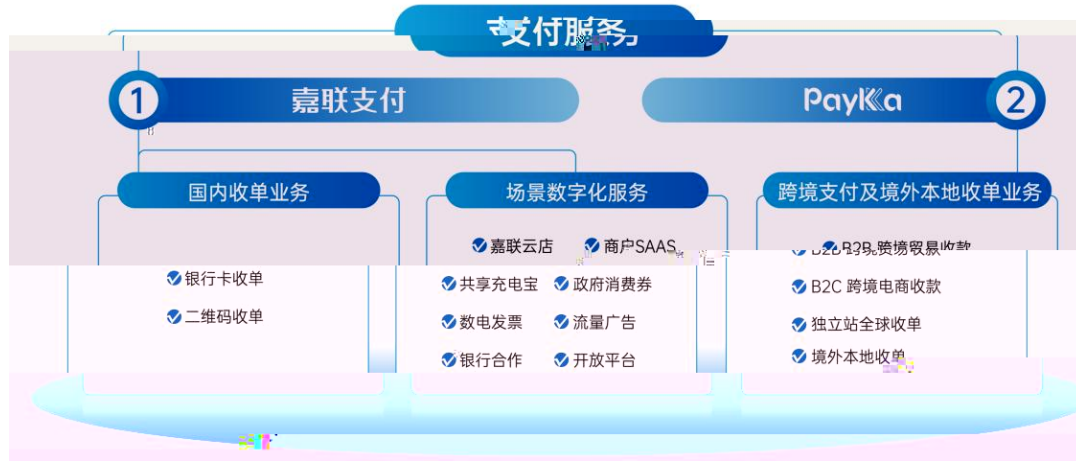 支付服务
1 嘉联支付
PayKKa 2
国内收单业务
银行卡收单
二维码收单
场景数字化服务
嘉联云店 商户SAAS
共享充电宝 政府消费券
数电发票 流量广告
银行合作 开放平台
跨境支付及境外本地收单业务
B2B 跨境贸易收款
B2C 跨境电商收款
独立站全球收单
境外本地收单